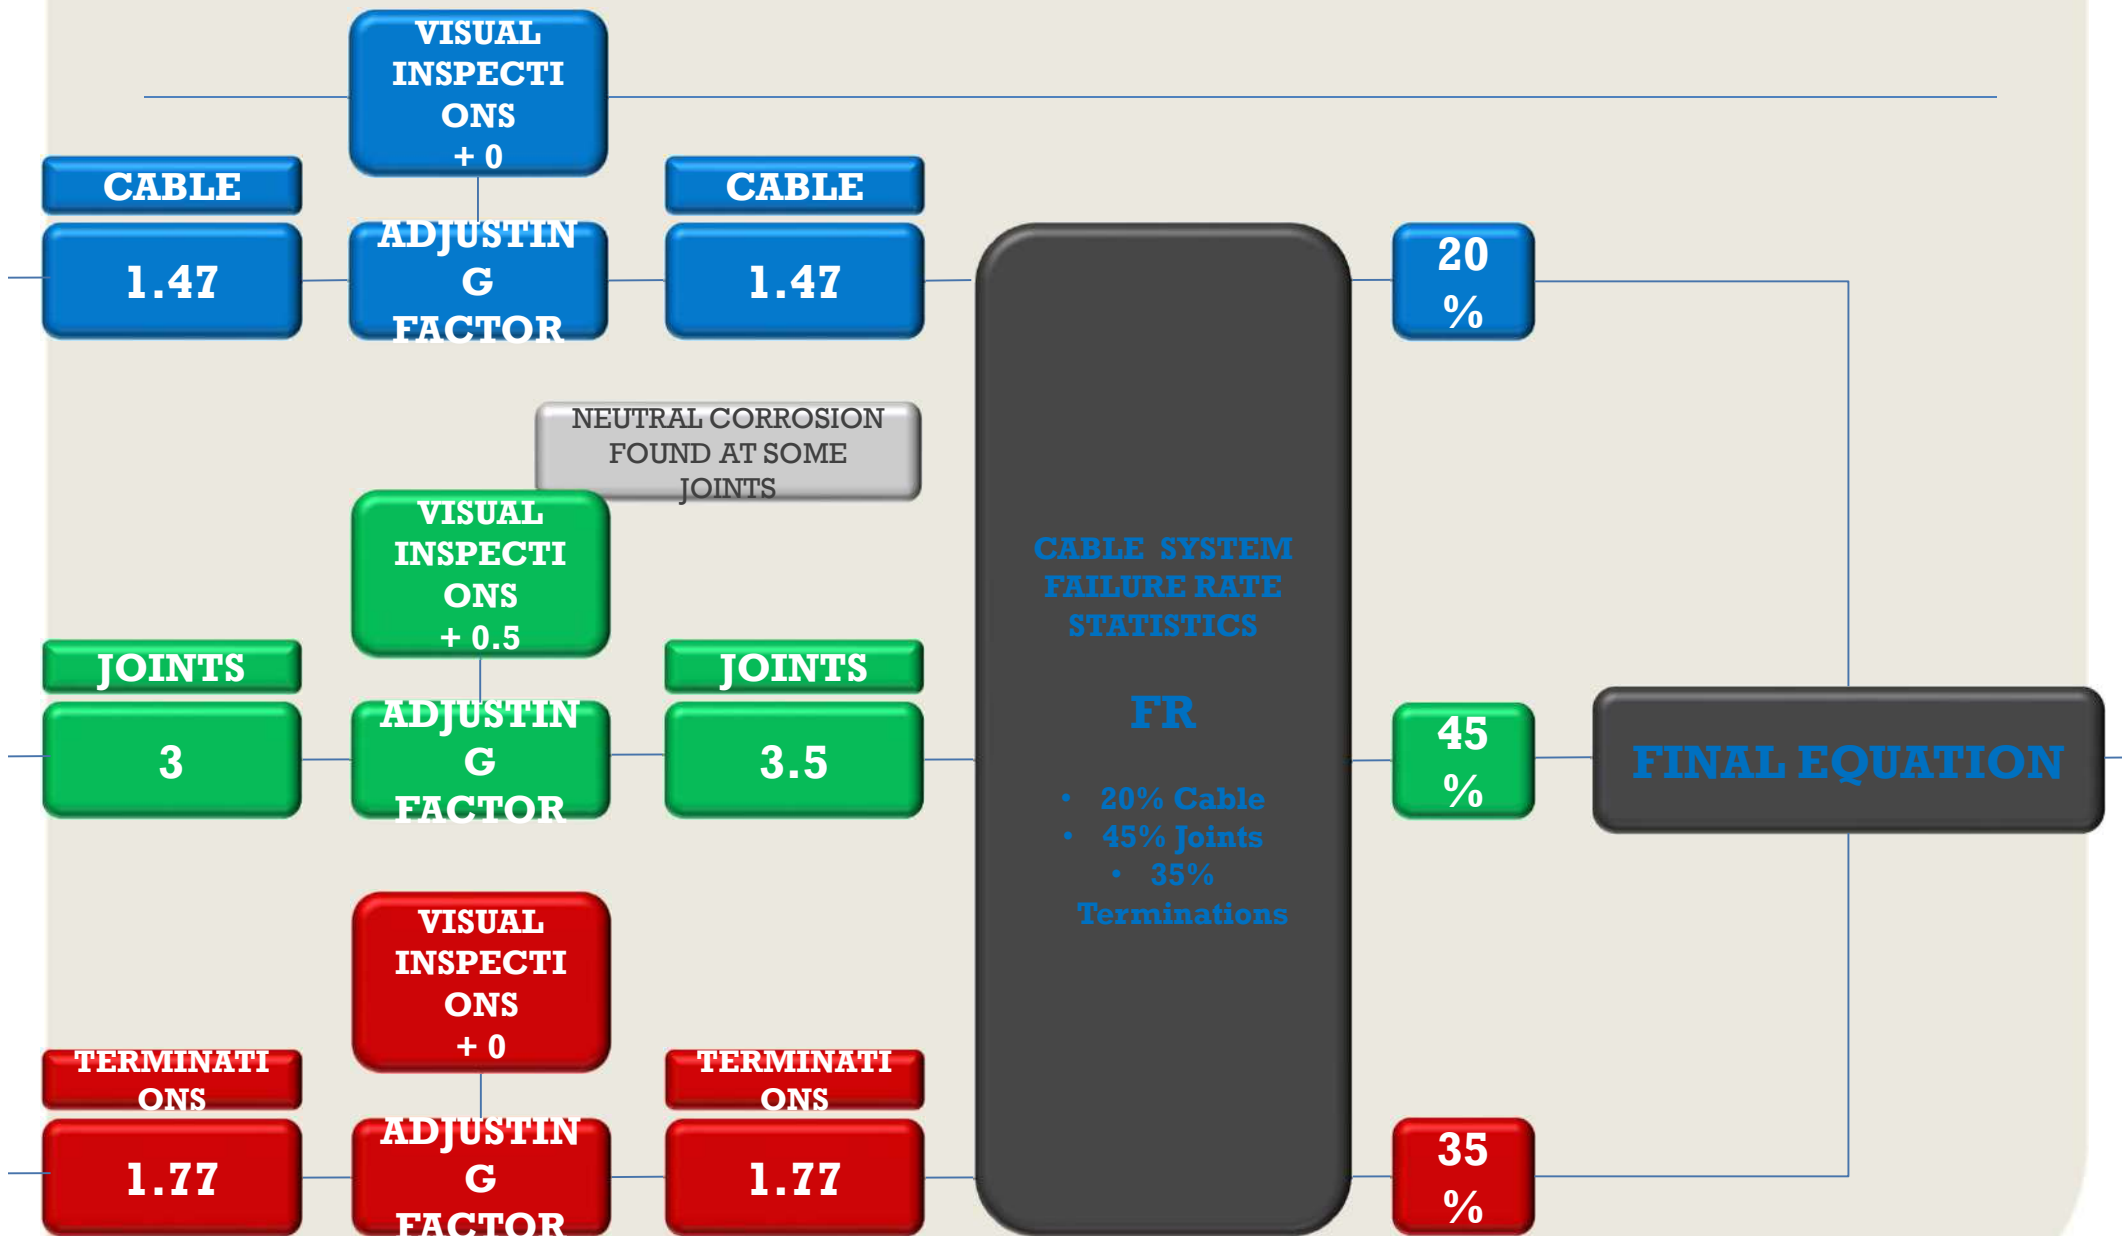 VISUAL
INSPECTI
ONS
+ 0
CABLE
CABLE
1.47
ADJUSTIN
G
FACTOR
1.47
20
%
NEUTRAL CORROSION
FOUND AT SOME
JOINTS
VISUAL
INSPECTI
ONS
+ 0.5
JOINTS
JOINTS
3
ADJUSTIN
G
FACTOR
3.5
CABLE SYSTEM
FAILURE RATE
STATISTICS
FR
• 20% Cable
• 45% Joints
• 35%
Terminations
45
%
FINAL EQUATION
VISUAL
INSPECTI
ONS
+ 0
TERMINATI
ONS
TERMINATI
ONS
1.77
ADJUSTIN
G
FACTOR
1.77
35
%